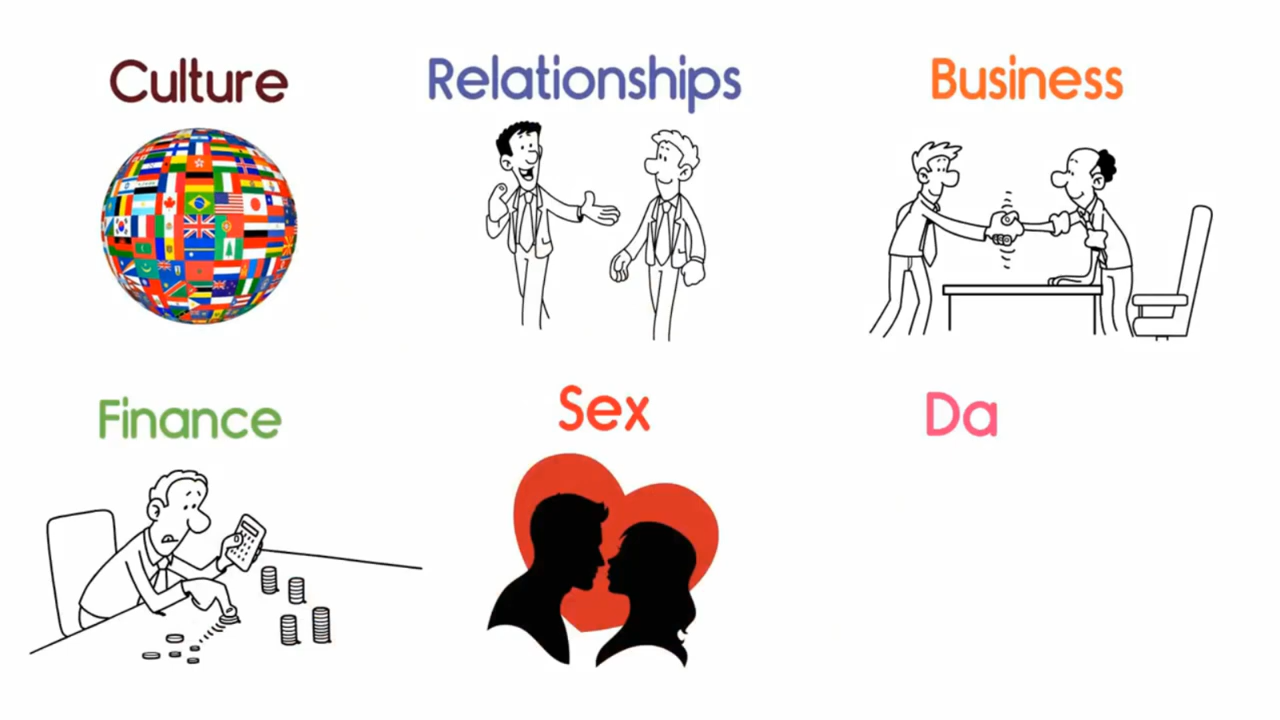 Culture
Relationships
Business
Finance
Sex
Da